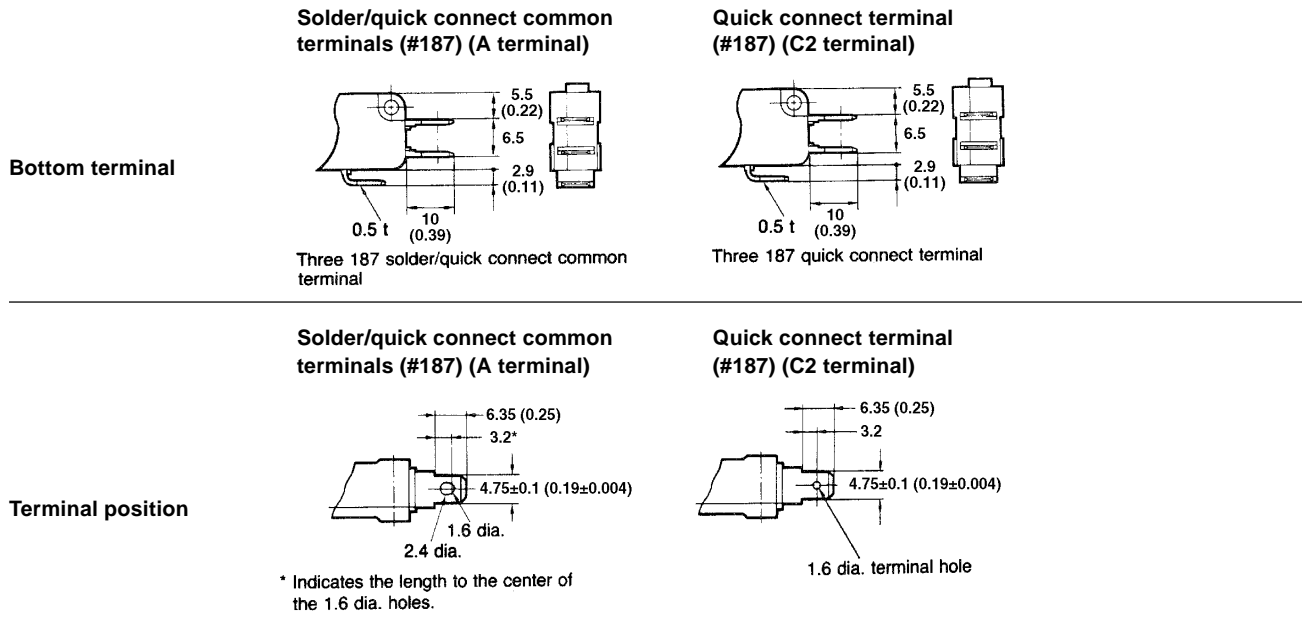 Solder/quick connect common
terminals (#187) (A terminal)
Quick connect terminal
(#187) (C2 terminal)
Bottom terminal
5.5
(0.22)
6.5
2.9
(0.11)
10
(0.39)
0.5 t
Three 187 solder/quick connect common
terminal
5.5
(0.22)
6.5
2.9
(0.11)
10
(0.39)
0.5 t
Three 187 quick connect terminal
Solder/quick connect common
terminals (#187) (A terminal)
Quick connect terminal
(#187) (C2 terminal)
Terminal position
6.35 (0.25)
3.2*
4.75±0.1 (0.19±0.004)
1.6 dia.
2.4 dia.
* Indicates the length to the center of
the 1.6 dia. holes.
6.35 (0.25)
3.2
4.75±0.1 (0.19±0.004)
1.6 dia. terminal hole